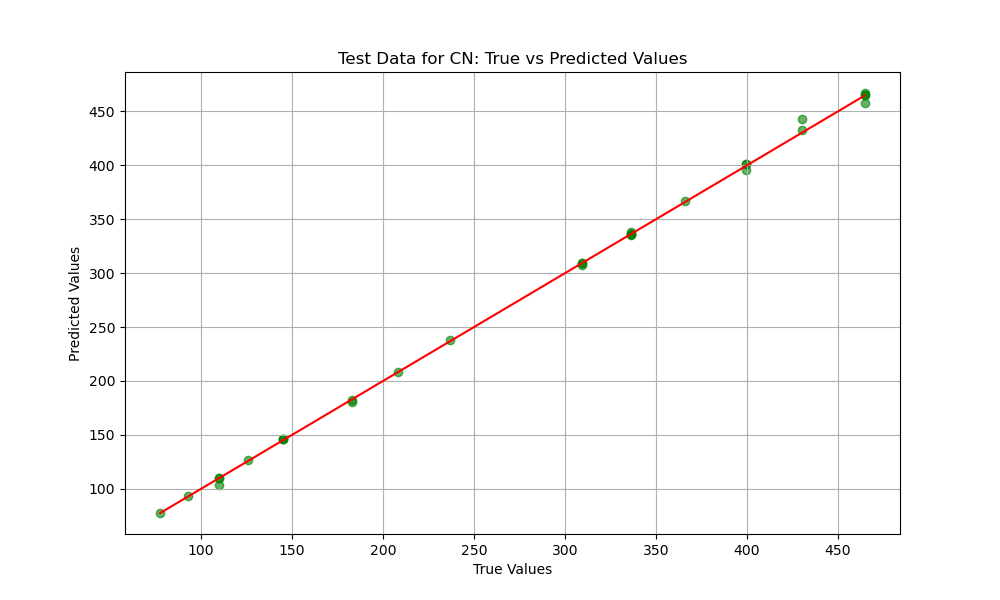 Test Data for CN: True vs Predicted Values
450
400
350
300
250
200
150
100
Predicted Values
100 150 200 250 300 350 400 450
True Values